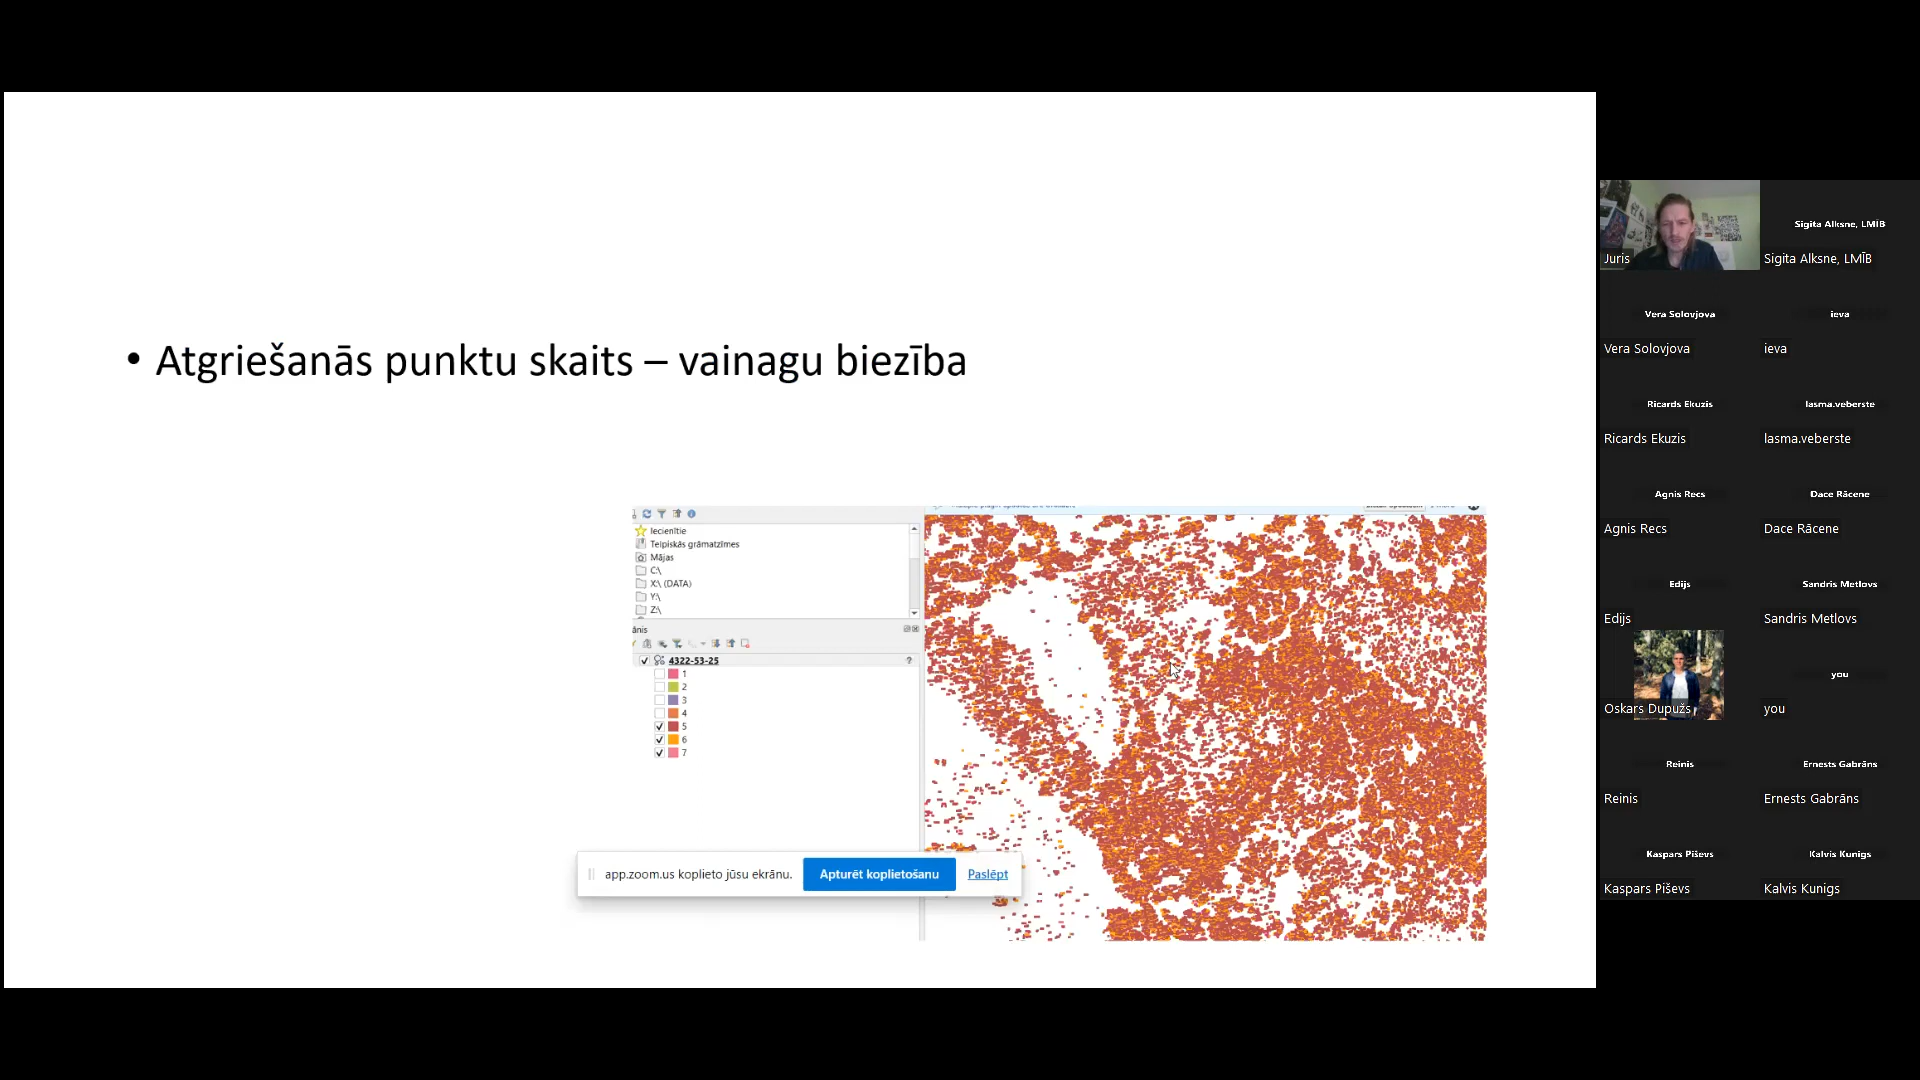 • Atgriešanās punktu skaits – vainagu biezība
Iecienītie
Telpiskās grāmatzīmes
Mājas
C:\
X:\ (DATA)
Y:\
Z:\
ānis
4322-53-25
?
1
2
3
4
5
6
7
app.zoom.us koplieto jūsu ekrānu.
Apturēt koplietošanu
Paslēpt
Juris
Sigita Alksne, LMĪB
Sigita Alksne, LMĪB
Vera Solovjova
Vera Solovjova
ieva
ieva
Ricards Ekuzis
Ricards Ekuzis
lasma.veberste
lasma.veberste
Agnis Recs
Agnis Recs
Dace Rācene
Dace Rācene
Edijs
Edijs
Sandris Metlovs
Sandris Metlovs
Oskars Dupužs
you
you
Reinis
Reinis
Ernests Gabrāns
Ernests Gabrāns
Kaspars Piševs
Kaspars Piševs
Kalvis Kunigs
Kalvis Kunigs